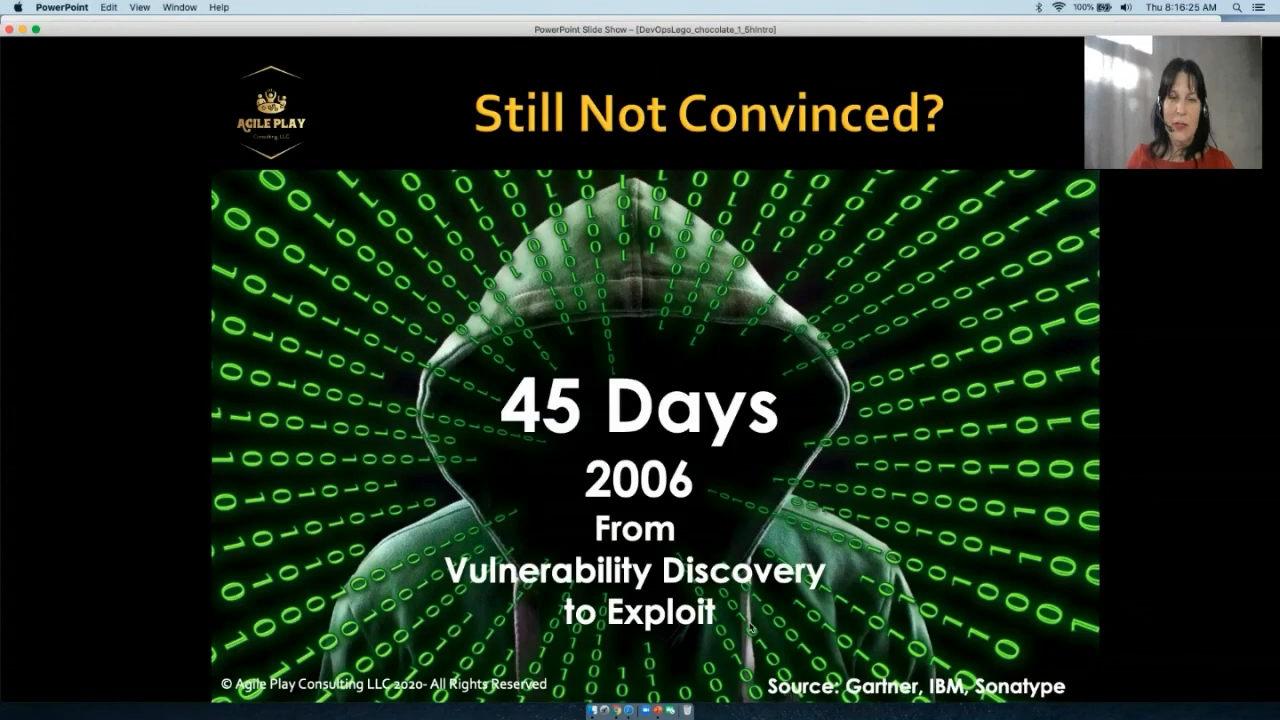 PowerPoint Edit View Window Help 100% Thu 8:16:25 AM
PowerPoint Slide Show – [DevOpsLego_chocolate_1_5hIntro]
AGILE PLAY
Consulting, LLC
Still Not Convinced?
45 Days
2006
From
Vulnerability Discovery
to Exploit
© Agile Play Consulting LLC 2020- All Rights Reserved
Source: Gartner, IBM, Sonatype